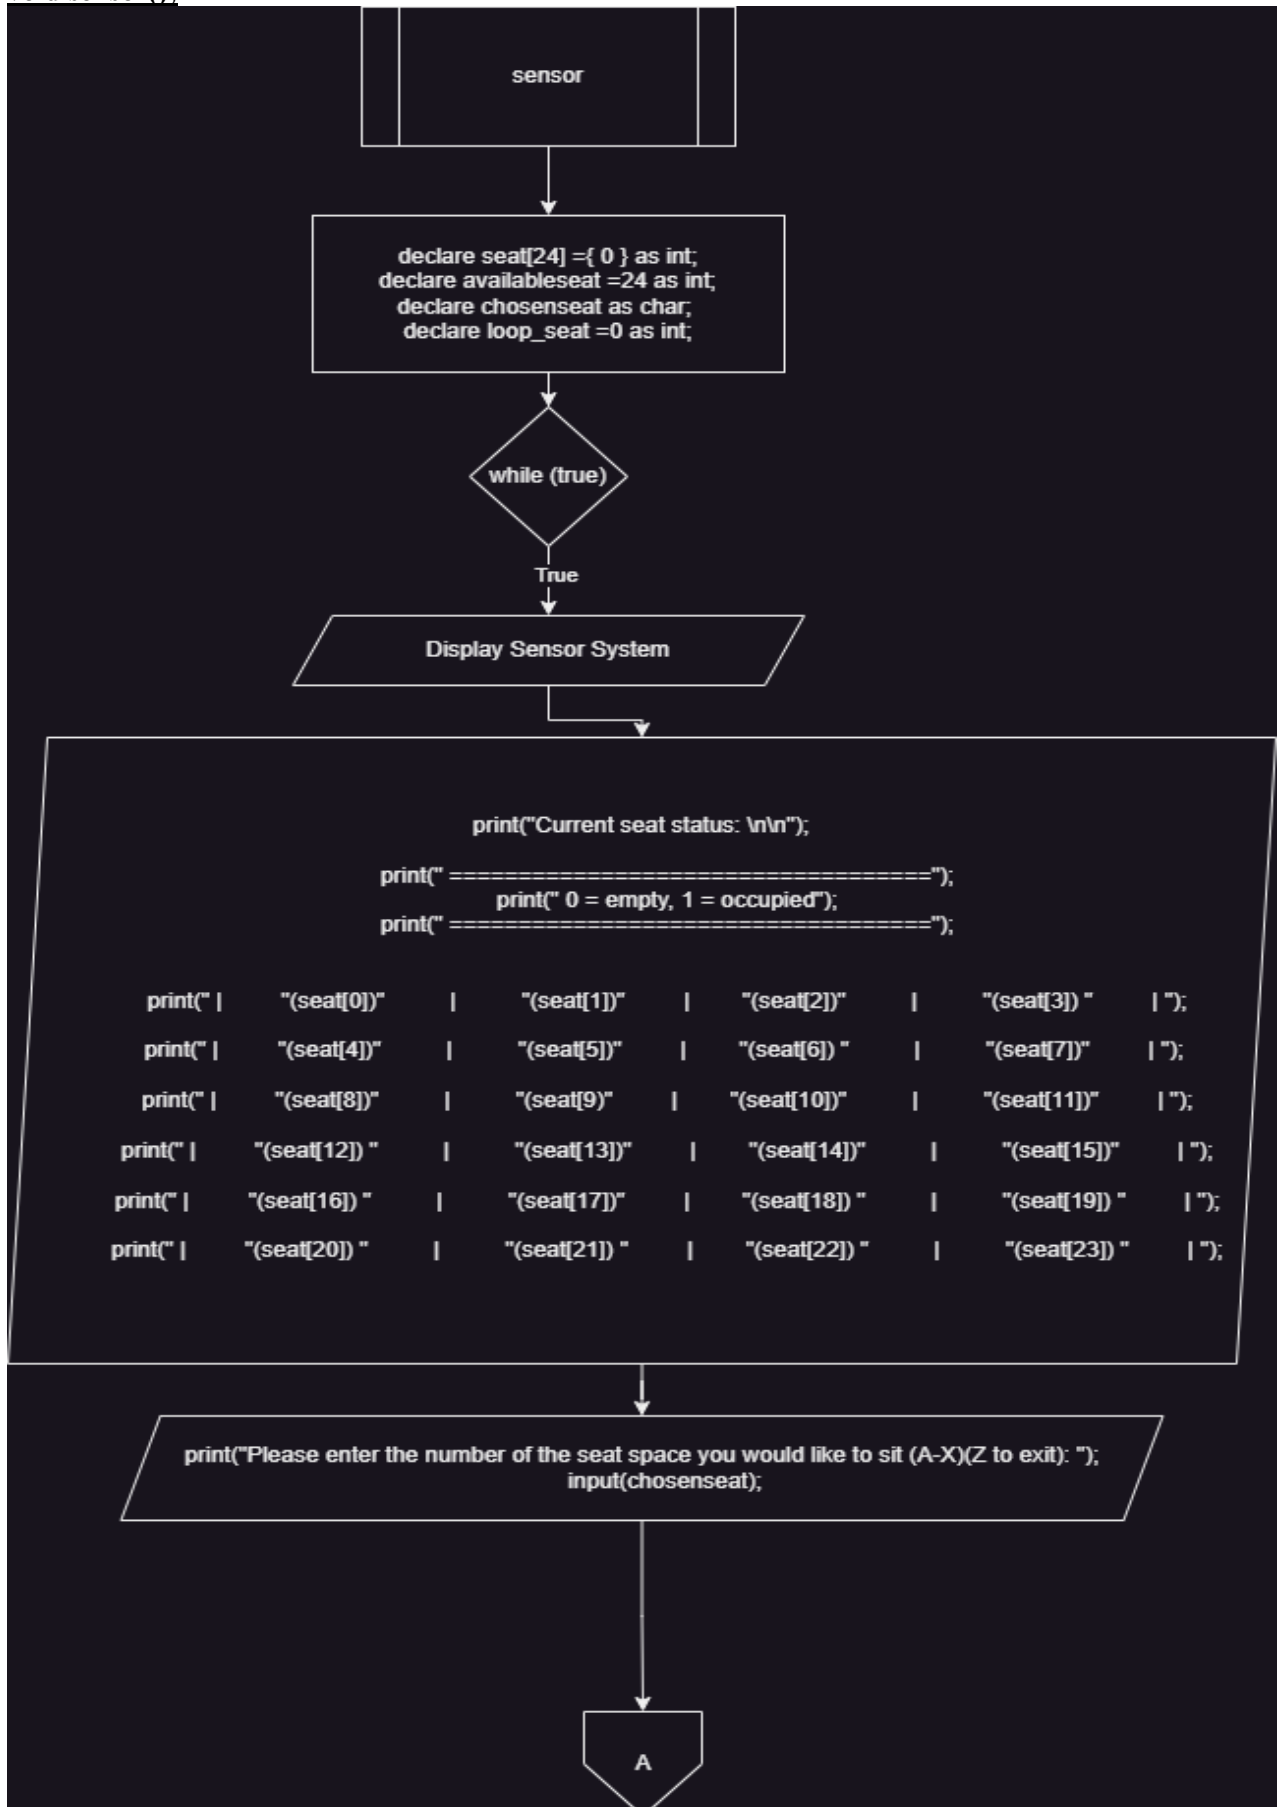 sensor
declare seat[24] ={ 0 } as int;
declare availableseat =24 as int;
declare chosenseat as char;
declare loop_seat =0 as int;
while (true)
True
Display Sensor System
print("Current seat status: \n\n");
print(" ===================================");
print(" 0 = empty, 1 = occupied");
print(" ===================================");
print(" | "(seat[0])" | "(seat[1])" | "(seat[2])" | "(seat[3]) " | ");
print(" | "(seat[4])" | "(seat[5])" | "(seat[6]) " | "(seat[7])" | ");
print(" | "(seat[8])" | "(seat[9)" | "(seat[10])" | "(seat[11])" | ");
print(" | "(seat[12]) " | "(seat[13])" | "(seat[14])" | "(seat[15])" | ");
print(" | "(seat[16]) " | "(seat[17])" | "(seat[18]) " | "(seat[19]) " | ");
print(" | "(seat[20]) " | "(seat[21]) " | "(seat[22]) " | "(seat[23]) " | ");
print("Please enter the number of the seat space you would like to sit (A-X)(Z to exit): ");
input(chosenseat);
A